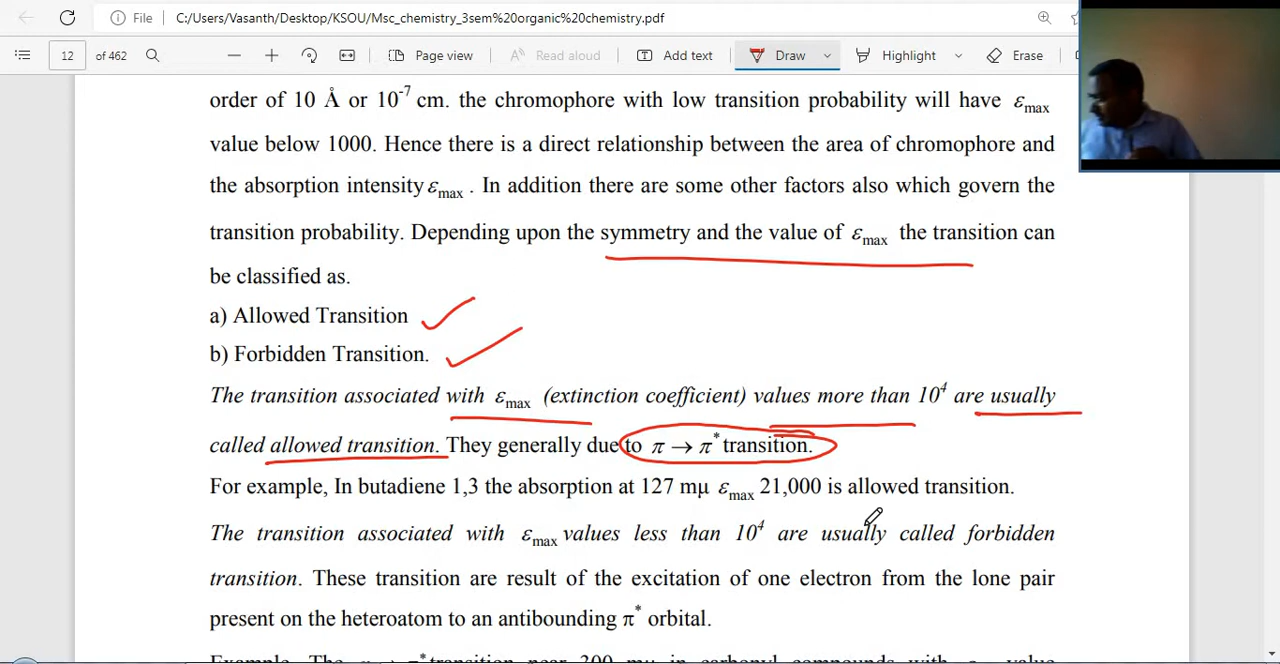 File C:/Users/Vasanth/Desktop/KSOU/Msc_chemistry_3sem%20organic%20chemistry.pdf
12 of 462 Page view Read aloud Add text Draw Highlight Erase
order of 10 Å or 10⁻⁷ cm. the chromophore with low transition probability will have εmax
value below 1000. Hence there is a direct relationship between the area of chromophore and
the absorption intensity εmax . In addition there are some other factors also which govern the
transition probability. Depending upon the symmetry and the value of εmax the transition can
be classified as.
a) Allowed Transition
b) Forbidden Transition.
The transition associated with εmax (extinction coefficient) values more than 10⁴ are usually
called allowed transition. They generally due to π → π* transition.
For example, In butadiene 1,3 the absorption at 127 mμ εmax 21,000 is allowed transition.
The transition associated with εmax values less than 10⁴ are usually called forbidden
transition. These transition are result of the excitation of one electron from the lone pair
present on the heteroatom to an antibounding π* orbital.